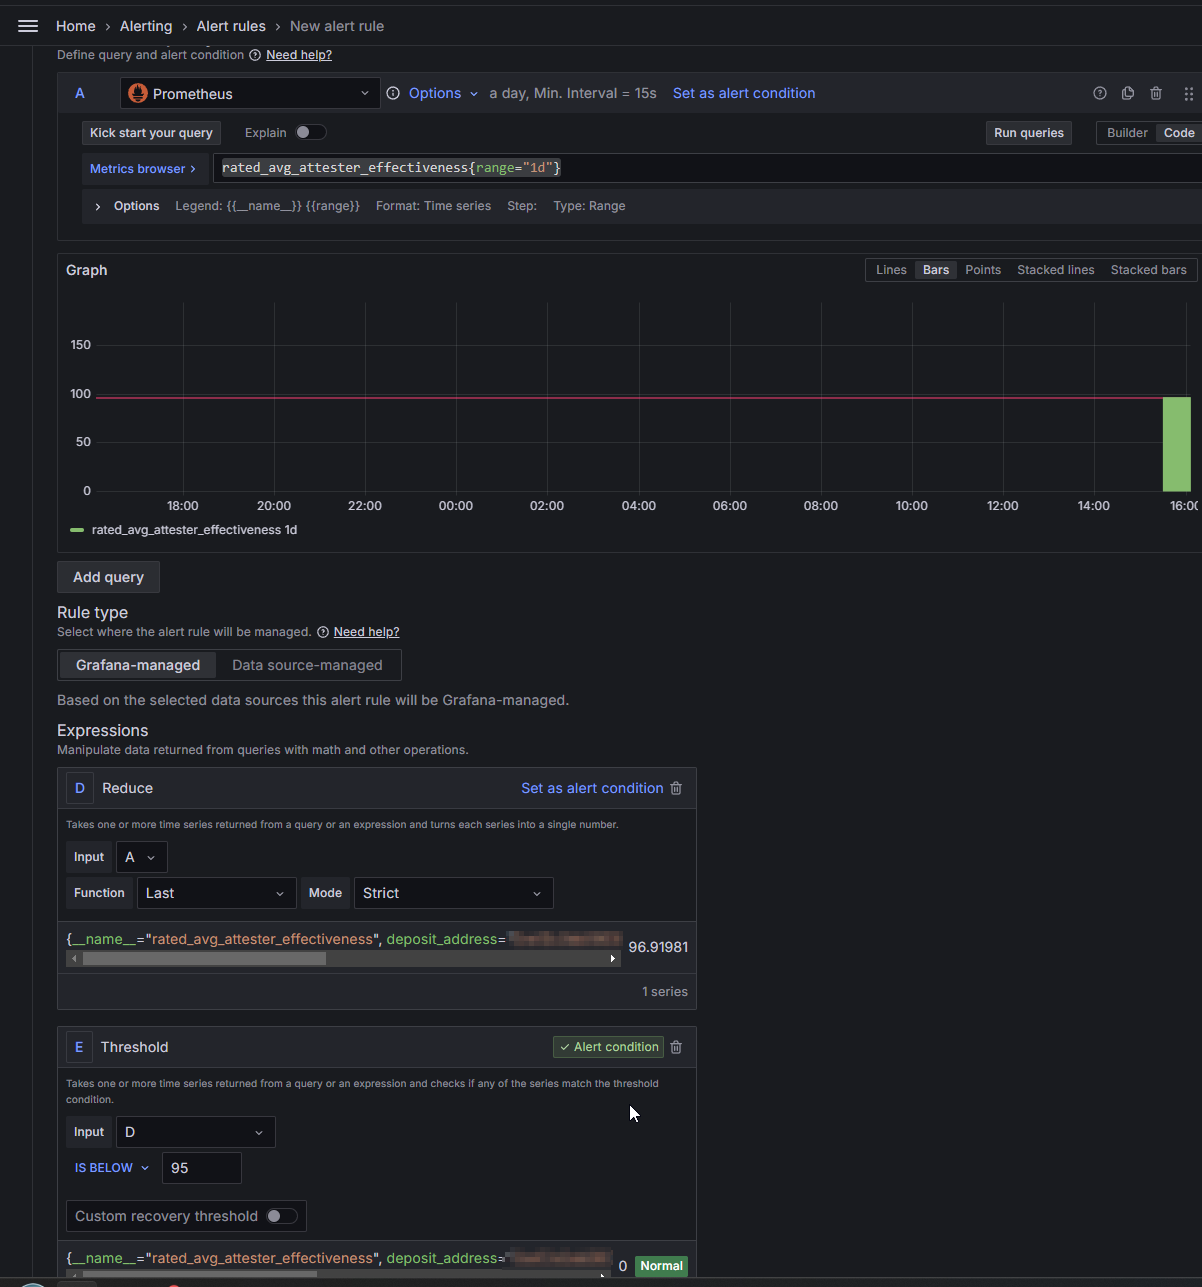 Home › Alerting › Alert rules › New alert rule
Define query and alert condition Need help?
A Prometheus Options a day, Min. Interval = 15s Set as alert condition
Kick start your query Explain Run queries Builder Code
Metrics browser > rated_avg_attester_effectiveness{range="1d"}
> Options Legend: {{__name__}} {{range}} Format: Time series Step: Type: Range
Graph Lines Bars Points Stacked lines Stacked bars
150
100
50
0
18:00 20:00 22:00 00:00 02:00 04:00 06:00 08:00 10:00 12:00 14:00 16:00
rated_avg_attester_effectiveness 1d
Add query
Rule type
Select where the alert rule will be managed. Need help?
Grafana-managed Data source-managed
Based on the selected data sources this alert rule will be Grafana-managed.
Expressions
Manipulate data returned from queries with math and other operations.
D Reduce Set as alert condition
Takes one or more time series returned from a query or an expression and turns each series into a single number.
Input A
Function Last Mode Strict
{__name__="rated_avg_attester_effectiveness", deposit_address= 96.91981
1 series
E Threshold ✓ Alert condition
Takes one or more time series returned from a query or an expression and checks if any of the series match the threshold
condition.
Input D
IS BELOW 95
Custom recovery threshold
{__name__="rated_avg_attester_effectiveness", deposit_address= 0 Normal